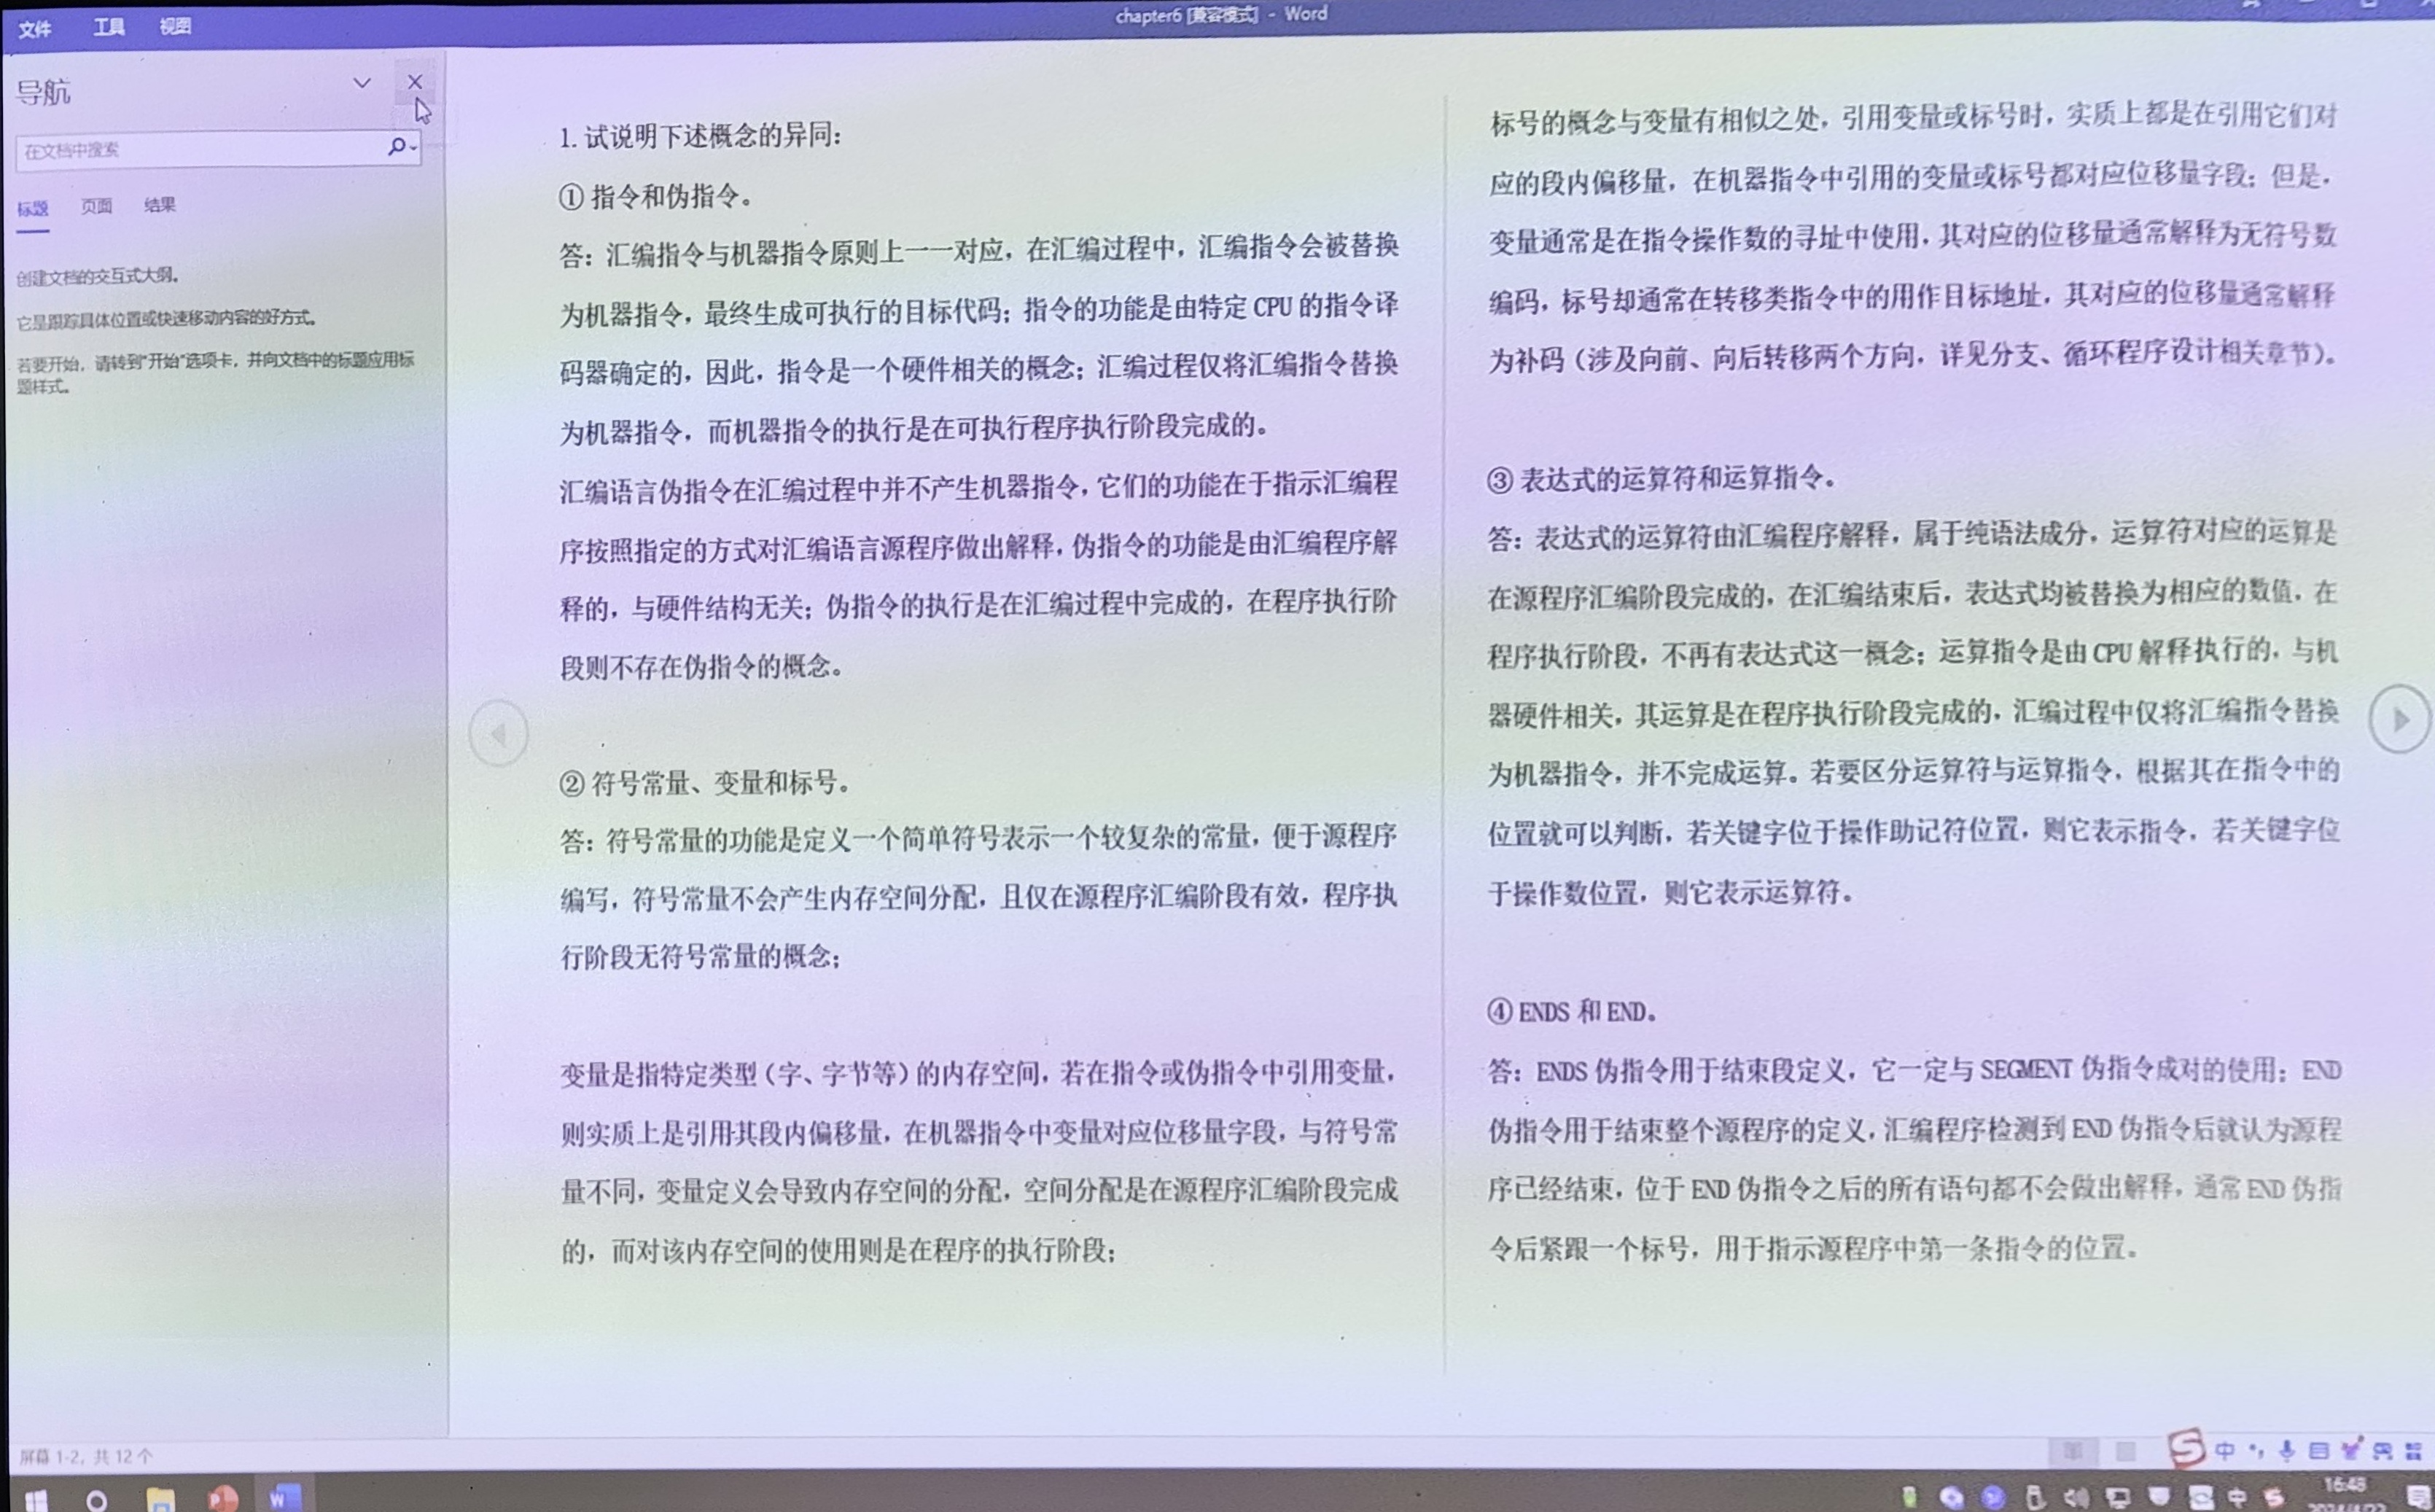 文件 工具 视图
chapter6 [兼容模式] - Word
导航
在文档中搜索
标题 页面 结果
创建文档的交互式大纲。
它是跟踪具体位置或快速移动内容的好方式。
若要开始，请转到“开始”选项卡，并向文档中的标题应用标
题样式。
1. 试说明下述概念的异同：
① 指令和伪指令。
答：汇编指令与机器指令原则上一一对应，在汇编过程中，汇编指令会被替换
为机器指令，最终生成可执行的目标代码；指令的功能是由特定 CPU 的指令译
码器确定的，因此，指令是一个硬件相关的概念；汇编过程仅将汇编指令替换
为机器指令，而机器指令的执行是在可执行程序执行阶段完成的。
汇编语言伪指令在汇编过程中并不产生机器指令，它们的功能在于指示汇编程
序按照指定的方式对汇编语言源程序做出解释，伪指令的功能是由汇编程序解
释的，与硬件结构无关；伪指令的执行是在汇编过程中完成的，在程序执行阶
段则不存在伪指令的概念。
② 符号常量、变量和标号。
答：符号常量的功能是定义一个简单符号表示一个较复杂的常量，便于源程序
编写，符号常量不会产生内存空间分配，且仅在源程序汇编阶段有效，程序执
行阶段无符号常量的概念；
变量是指特定类型（字、字节等）的内存空间，若在指令或伪指令中引用变量，
则实质上是引用其段内偏移量，在机器指令中变量对应位移量字段，与符号常
量不同，变量定义会导致内存空间的分配，空间分配是在源程序汇编阶段完成
的，而对该内存空间的使用则是在程序的执行阶段；
标号的概念与变量有相似之处，引用变量或标号时，实质上都是在引用它们对
应的段内偏移量，在机器指令中引用的变量或标号都对应位移量字段；但是，
变量通常是在指令操作数的寻址中使用，其对应的位移量通常解释为无符号数
编码，标号却通常在转移类指令中的用作目标地址，其对应的位移量通常解释
为补码（涉及向前、向后转移两个方向，详见分支、循环程序设计相关章节）。
③ 表达式的运算符和运算指令。
答：表达式的运算符由汇编程序解释，属于纯语法成分，运算符对应的运算是
在源程序汇编阶段完成的，在汇编结束后，表达式均被替换为相应的数值，在
程序执行阶段，不再有表达式这一概念；运算指令是由 CPU 解释执行的，与机
器硬件相关，其运算是在程序执行阶段完成的，汇编过程中仅将汇编指令替换
为机器指令，并不完成运算。若要区分运算符与运算指令，根据其在指令中的
位置就可以判断，若关键字位于操作助记符位置，则它表示指令，若关键字位
于操作数位置，则它表示运算符。
④ ENDS 和 END。
答：ENDS 伪指令用于结束段定义，它一定与 SEGMENT 伪指令成对的使用；END
伪指令用于结束整个源程序的定义，汇编程序检测到 END 伪指令后就认为源程
序已经结束，位于 END 伪指令之后的所有语句都不会做出解释，通常 END 伪指
令后紧跟一个标号，用于指示源程序中第一条指令的位置。
屏幕 1-2，共 12 个
中
中
16:48